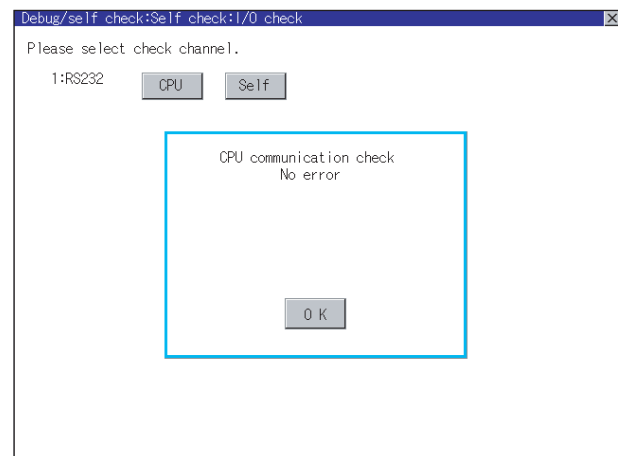 Debug/self check:Self check:I/O check
Please select check channel.
1:RS232 CPU Self
CPU communication check
No error
O K